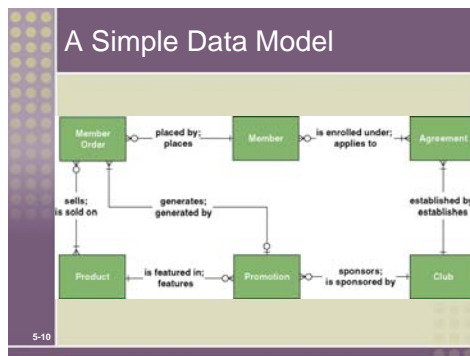 A Simple Data Model
Member
Order
placed by;
places
Member
is enrolled under;
applies to
Agreement
sells;
is sold on
generates;
generated by
established by
establishes
Product
is featured in;
features
Promotion
sponsors;
is sponsored by
Club
5-10